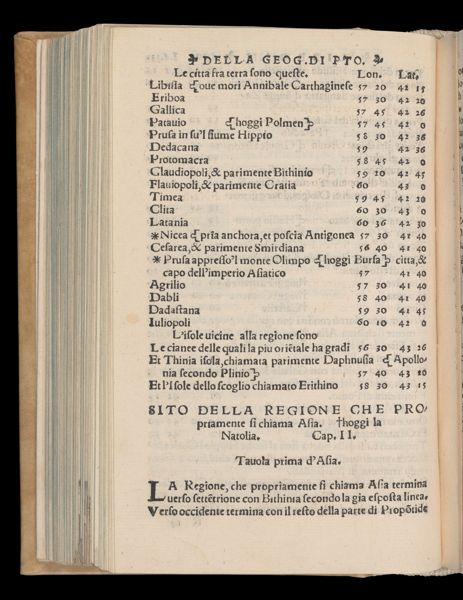 DELLA GEOG. DI PTO.
Le citta fra terra sono queste. Lon. Lat.
Libissa {oue mori Annibale Carthaginese 57 20 42 15
Eriboa 57 30 42 20
Gallica 57 45 42 26
Patauio {hoggi Polmen} 57 45 42 0
Prusa in su'l fiume Hippio 58 30 42 36
Dedacana 59 42 36
Protomacra 58 45 42 0
Claudiopoli, & parimente Bithinio 59 20 42 45
Flauiopoli, & parimente Cratia 60 43 0
Timea 59 45 42 20
Clita 60 30 43 0
Latania 60 36 42 30
* Nicea {pria anchora, et poscia Antigonea 57 30 41 40
Cesarea, & parimente Smirdiana 56 40 41 40
* Prusa appresso'l monte Olimpo {hoggi Bursa} citta, &
capo dell'imperio Asiatico 57 41 40
Agrilio 57 30 41 40
Dabli 58 40 41 40
Dadastana 59 30 41 45
Iuliopoli 60 10 42 0
L'isole uicine alla regione sono
Le cianee delle quali la piu oriẽtale ha gradi 56 30 43 26
Et Thinia isola, chiamata parimente Daphnusia {Apollo
nia secondo Plinio} 57 40 43 20
Et l'Isole dello scoglio chiamato Erithino 58 30 43 15
SITO DELLA REGIONE CHE PRO-
priamente si chiama Asia. †hoggi la
Natolia. Cap. II.
Tauola prima d'Asia.
LA Regione, che propriamente si chiama Asia termina
uerso settẽtrione con Bithinia secondo la gia esposta linea.
Verso occidente termina con il resto della parte di Propõtide